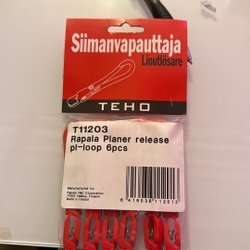 Siimanvapauttaja
Linutlösare
TEHO
T11203
Rapala Planer release
pl-loop 6pcs
Manufactured for